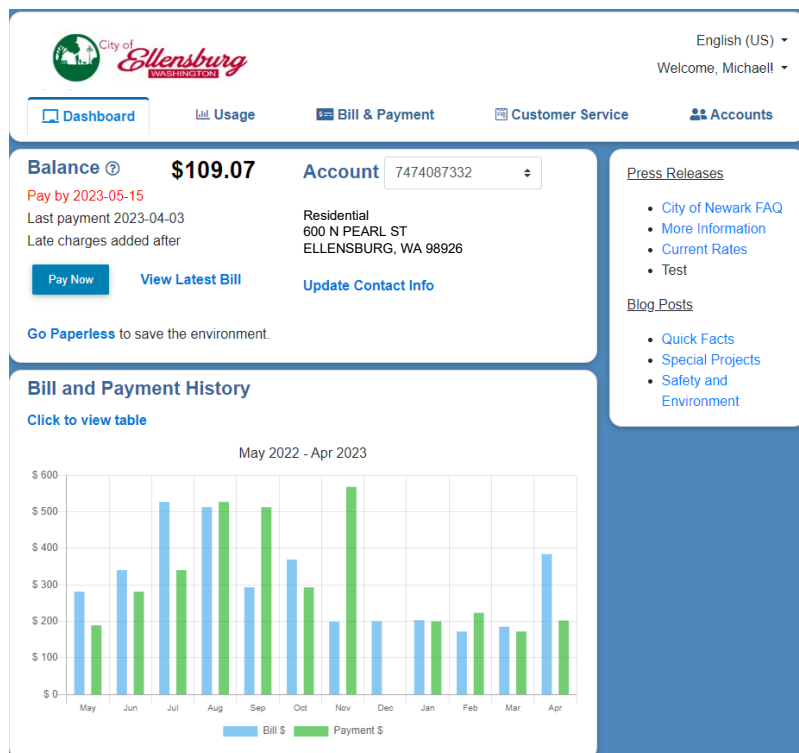 City of
Ellensburg
WASHINGTON
English (US)
Welcome, Michael!
Dashboard
Usage
Bill & Payment
Customer Service
Accounts
Balance
$109.07
Pay by 2023-05-15
Last payment 2023-04-03
Late charges added after
Pay Now
View Latest Bill
Account 7474087332
Residential
600 N PEARL ST
ELLENSBURG, WA 98926
Update Contact Info
Go Paperless to save the environment.
Press Releases
City of Newark FAQ
More Information
Current Rates
Test
Blog Posts
Quick Facts
Special Projects
Safety and
Environment
Bill and Payment History
Click to view table
May 2022 - Apr 2023
$ 600
$ 500
$ 400
$ 300
$ 200
$ 100
$ 0
May Jun Jul Aug Sep Oct Nov Dec Jan Feb Mar Apr
Bill $ Payment $